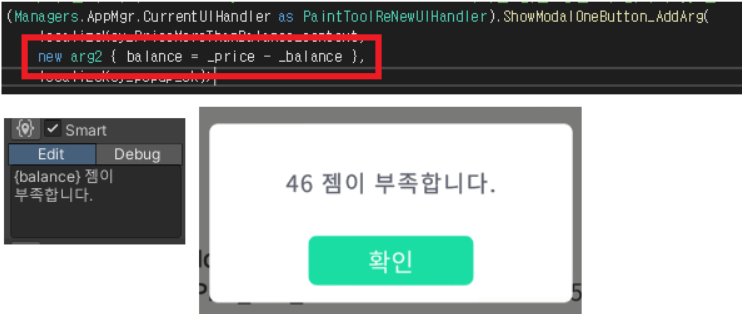 (Managers.AppMgr.CurrentUIHandler as PaintToolReNewUIHandler).ShowModalOneButton_AddArg(
localizeKey_PriceMoreThanBalance_content,
new arg2 { balance = _price - _balance },
localizeKey_popup_ok);
Smart
Edit Debug
{balance} 젬이
부족합니다.
46 젬이 부족합니다.
확인
5